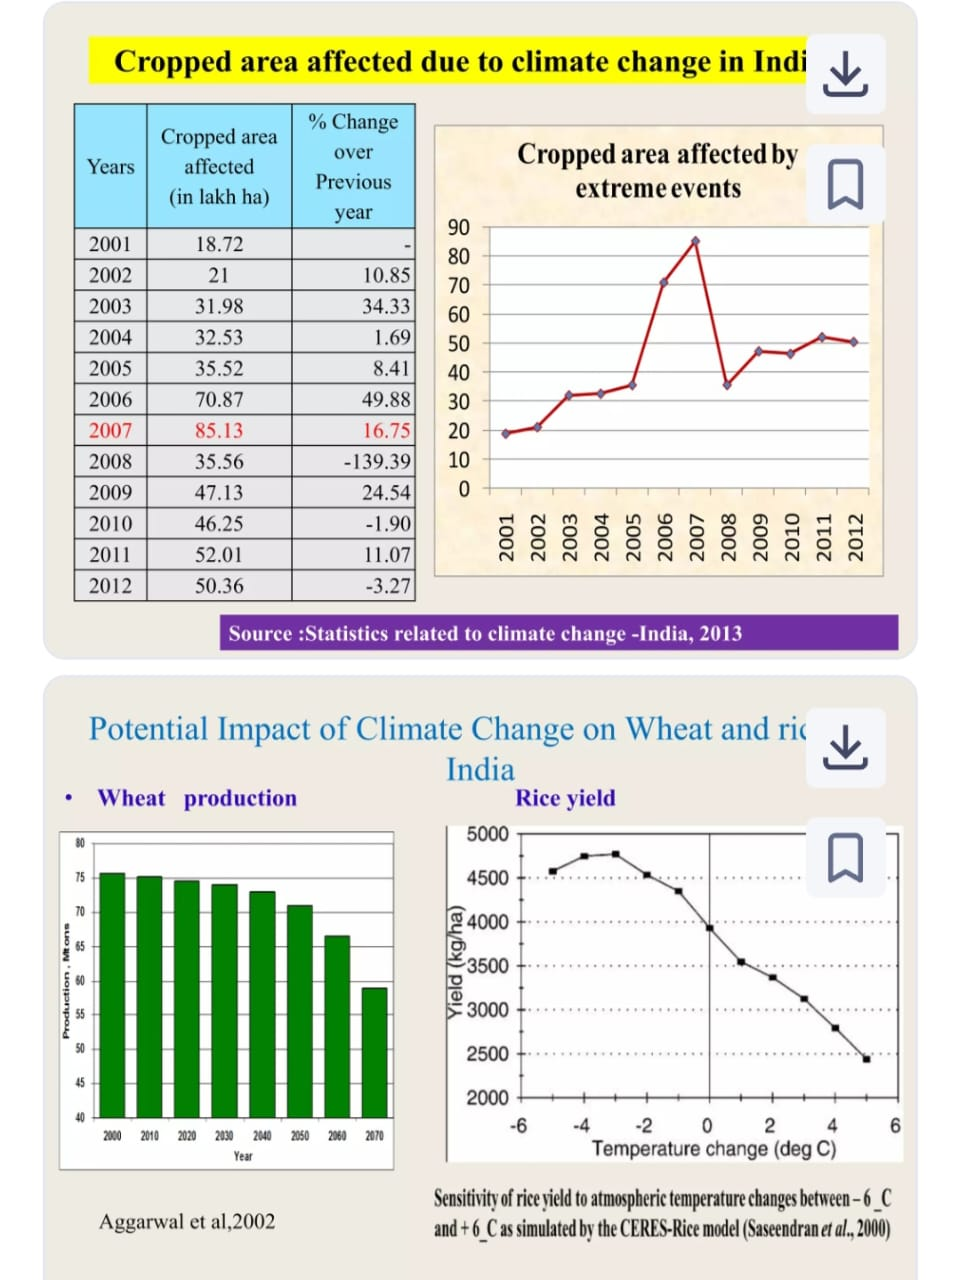 Cropped area affected due to climate change in Indi
Years
Cropped area
affected
(in lakh ha)
% Change
over
Previous
year
2001 18.72 -
2002 21 10.85
2003 31.98 34.33
2004 32.53 1.69
2005 35.52 8.41
2006 70.87 49.88
2007 85.13 16.75
2008 35.56 -139.39
2009 47.13 24.54
2010 46.25 -1.90
2011 52.01 11.07
2012 50.36 -3.27
Cropped area affected by
extreme events
90
80
70
60
50
40
30
20
10
0
2001 2002 2003 2004 2005 2006 2007 2008 2009 2010 2011 2012
Source :Statistics related to climate change -India, 2013
Potential Impact of Climate Change on Wheat and ric
India
• Wheat production
80
75
70
65
60
55
50
45
40
Production , Mtons
2000 2010 2020 2030 2040 2050 2060 2070
Year
Aggarwal et al,2002
Rice yield
5000
4500
4000
3500
3000
2500
2000
Yield (kg/ha)
-6 -4 -2 0 2 4 6
Temperature change (deg C)
Sensitivity of rice yield to atmospheric temperature changes between – 6_C
and + 6_C as simulated by the CERES-Rice model (Saseendran et al., 2000)